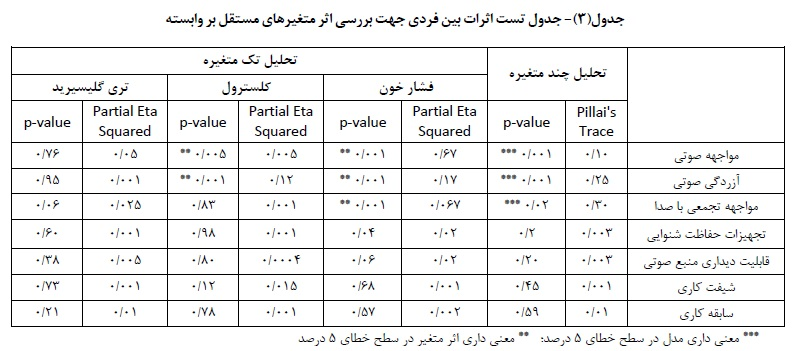 جدول(۳)- جدول تست اثرات بین فردی جهت بررسی اثر متغیرهای مستقل بر وابسته
تحلیل چند متغیره تحلیل تک متغیره
فشار خون کلسترول تری گلیسیرید
Pillai's Trace p-value Partial Eta Squared p-value Partial Eta Squared p-value Partial Eta Squared p-value
مواجهه صوتی ۰/۱۰ ۰/۰۰۱ *** ۰/۶۷ ۰/۰۰۱ ** ۰/۰۰۵ ۰/۰۰۵ ** ۰/۰۵ ۰/۷۶
آزردگی صوتی ۰/۲۵ ۰/۰۰۱ *** ۰/۱۷ ۰/۰۰۱ ** ۰/۱۲ ۰/۰۰۱ ** ۰/۰۰۱ ۰/۹۵
مواجهه تجمعی با صدا ۰/۳۰ ۰/۰۲ *** ۰/۰۶۷ ۰/۰۰۱ ** ۰/۰۰۱ ۰/۸۳ ۰/۰۲۵ ۰/۰۶
تجهیزات حفاظت شنوایی ۰/۰۰۳ ۰/۲ ۰/۰۲ ۰/۰۴ ۰/۰۰۱ ۰/۹۸ ۰/۰۰۱ ۰/۶۰
قابلیت دیداری منبع صوتی ۰/۰۰۳ ۰/۲۰ ۰/۰۲ ۰/۰۶ ۰/۰۰۰۴ ۰/۸۰ ۰/۰۰۵ ۰/۳۸
شیفت کاری ۰/۰۰۱ ۰/۴۵ ۰/۰۰۱ ۰/۶۸ ۰/۰۱۵ ۰/۱۲ ۰/۰۰۱ ۰/۷۳
سابقه کاری ۰/۰۱ ۰/۵۹ ۰/۰۰۲ ۰/۵۷ ۰/۰۰۱ ۰/۷۸ ۰/۰۱ ۰/۲۱
*** معنی داری مدل در سطح خطای ۵ درصد؛ ** معنی داری اثر متغیر در سطح خطای ۵ درصد